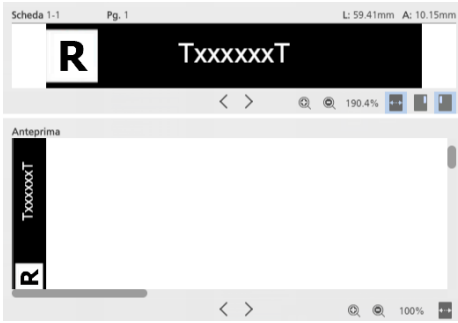 Scheda 1-1 Pg. 1 L: 59.41mm A: 10.15mm
R TxxxxxxT
190.4%
Anteprima
TxxxxxxT
R
100%